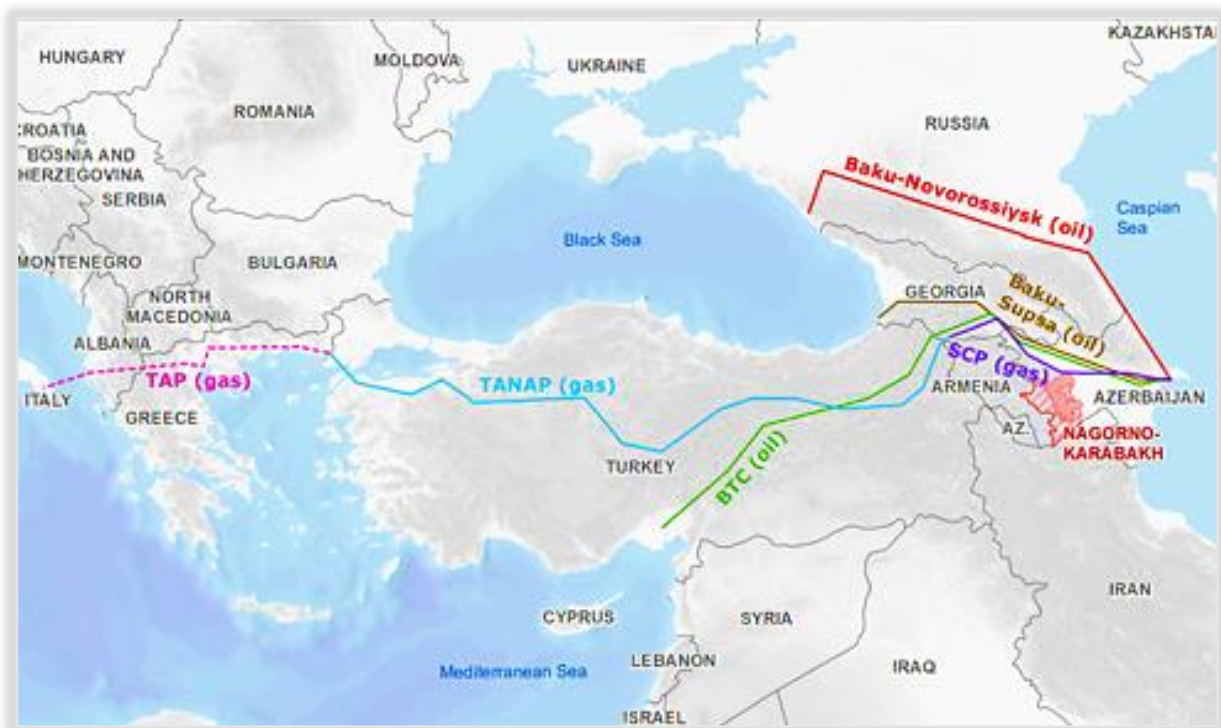 KAZAKHSTA
HUNGARY
MOLDOVA
UKRAINE
ROMANIA
RUSSIA
CROATIA
BOSNIA AND
HERZEGOVINA
SERBIA
Baku-Novorossiysk (oil)
Caspian
Sea
Black Sea
MONTENEGRO
BULGARIA
NORTH
MACEDONIA
GEORGIA
Baku-
Supsa (oil)
ALBANIA
SCP (gas)
TAP (gas)
TANAP (gas)
ARMENIA
AZERBAIJAN
ITALY
GREECE
AZ.
NAGORNO-
KARABAKH
TURKEY
BTC (oil)
IRAN
CYPRUS
SYRIA
LEBANON
Mediterranean Sea
IRAQ
ISRAEL